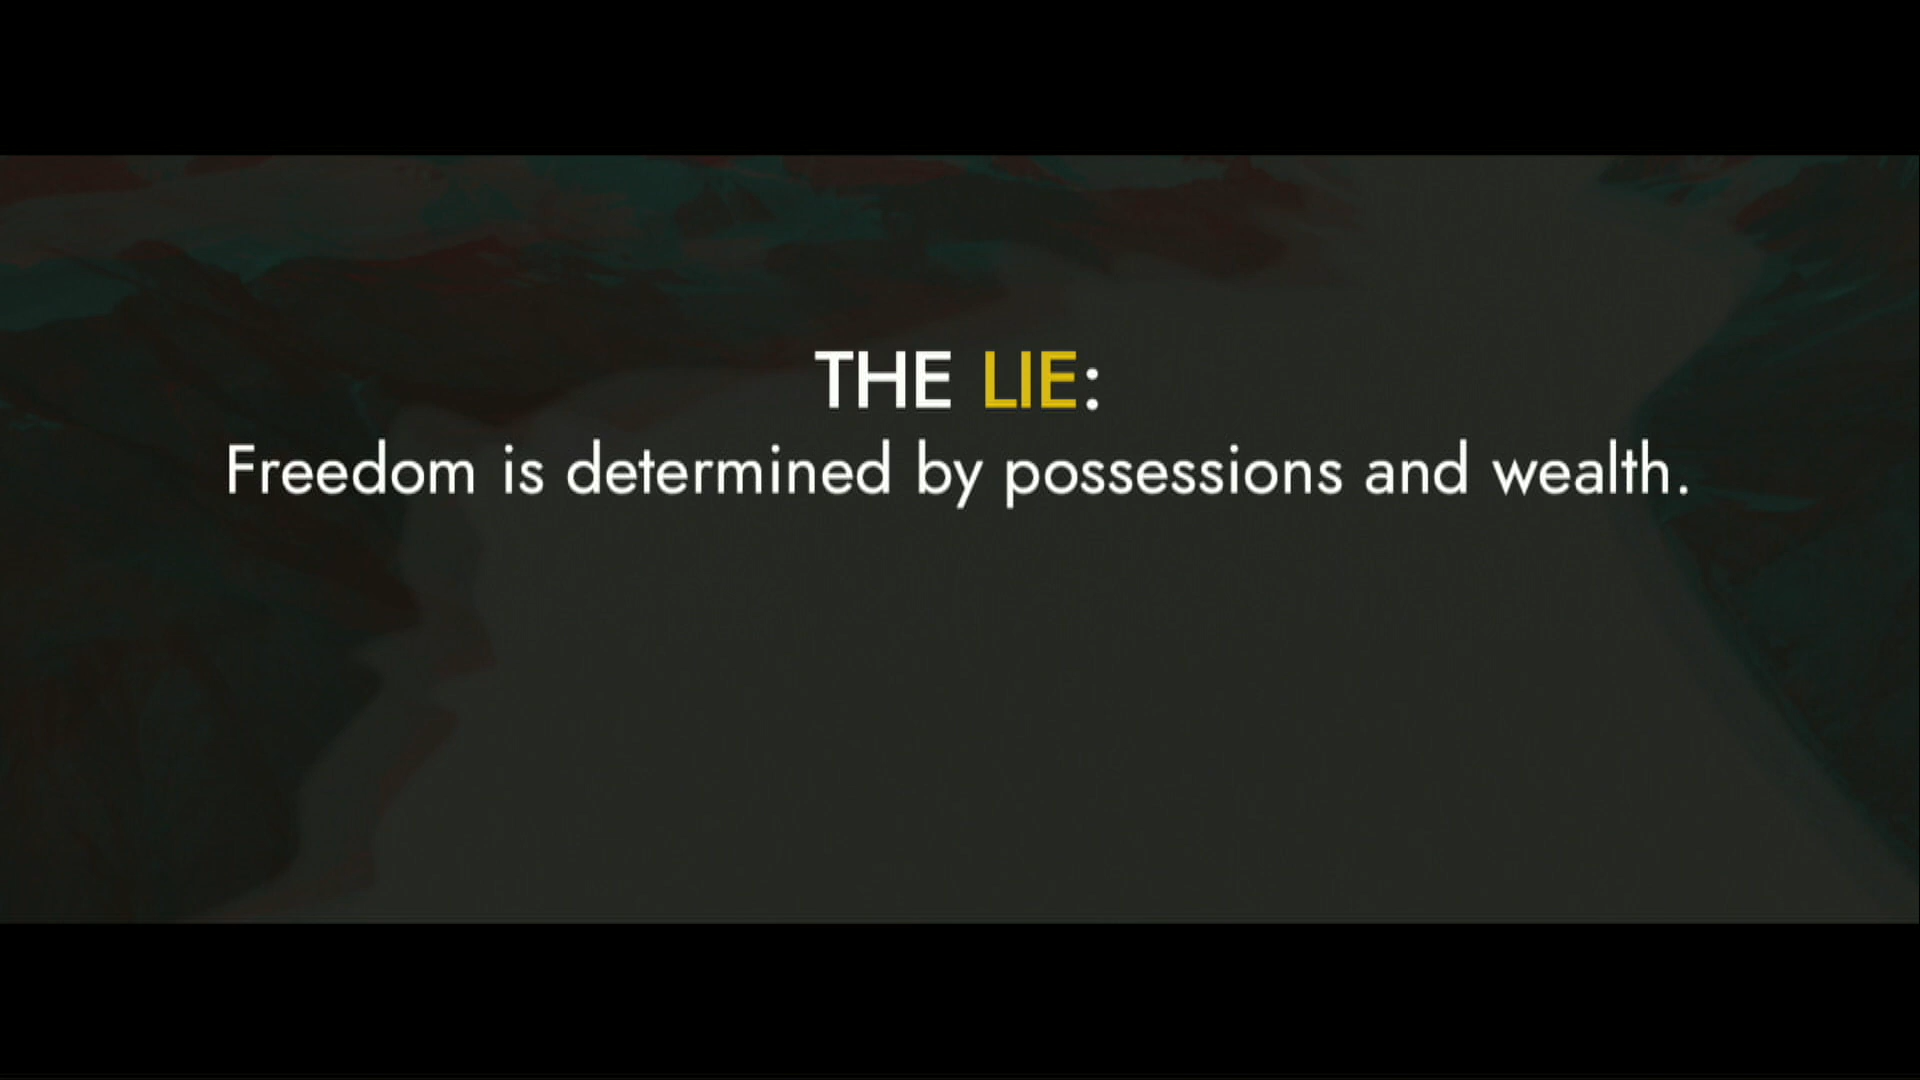 THE LIE:
Freedom is determined by possessions and wealth.